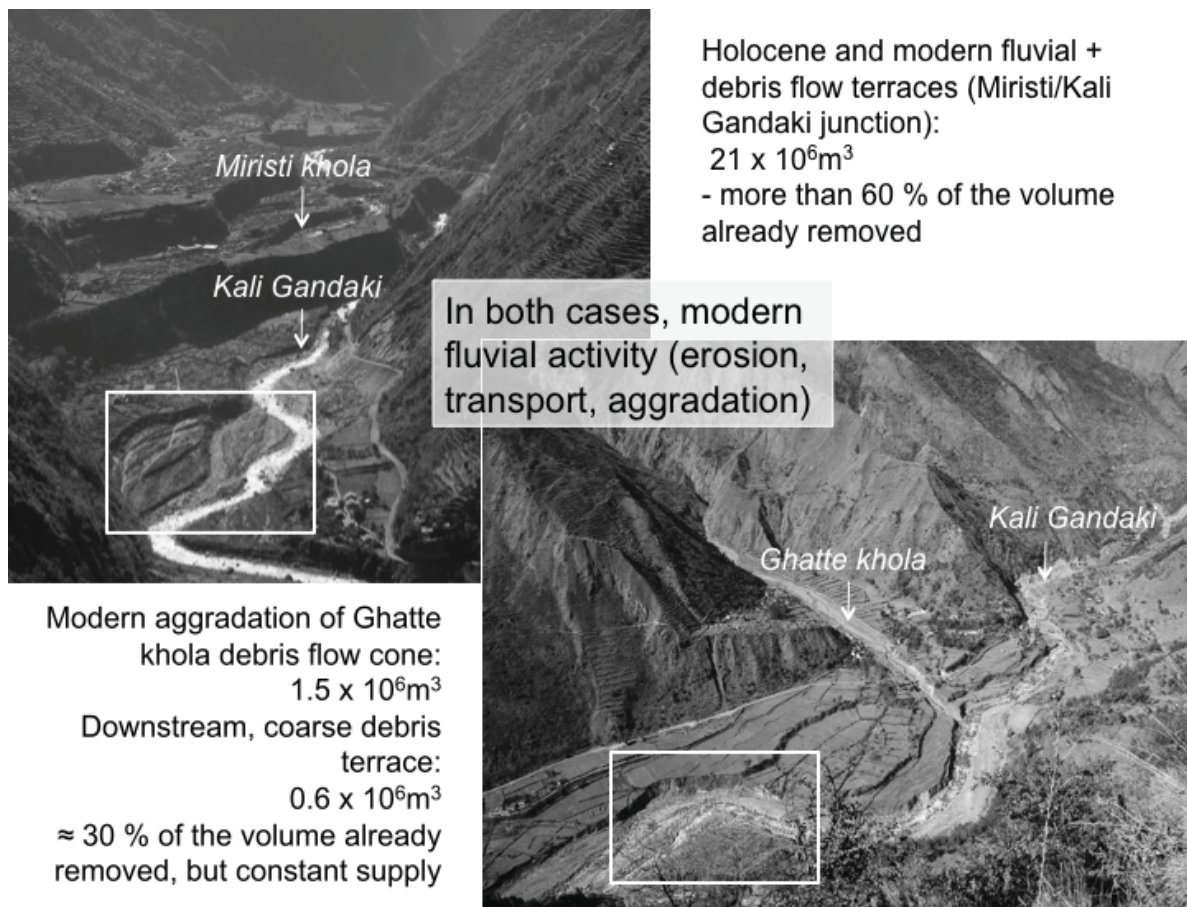 Holocene and modern fluvial +
debris flow terraces (Miristi/Kali
Gandaki junction):
21 x 10⁶m³
- more than 60 % of the volume
already removed
Miristi khola
Kali Gandaki
In both cases, modern
fluvial activity (erosion,
transport, aggradation)
Kali Gandaki
Ghatte khola
Modern aggradation of Ghatte
khola debris flow cone:
1.5 x 10⁶m³
Downstream, coarse debris
terrace:
0.6 x 10⁶m³
≈ 30 % of the volume already
removed, but constant supply